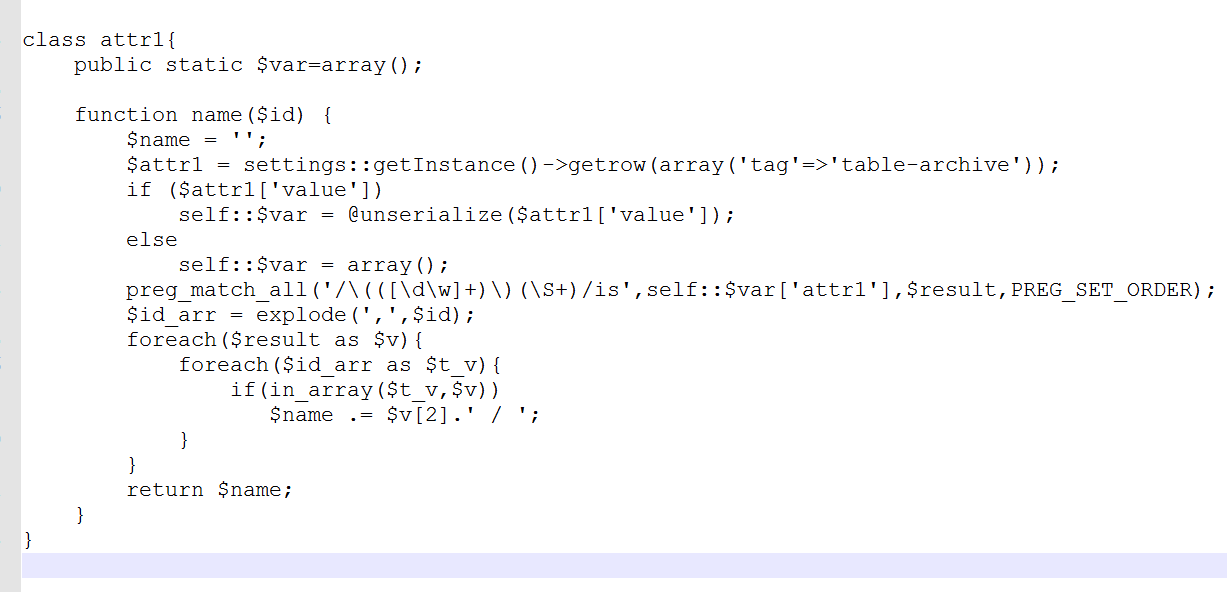 class attr1{
    public static $var=array();

    function name($id) {
        $name = '';
        $attr1 = settings::getInstance()->getrow(array('tag'=>'table-archive'));
        if ($attr1['value'])
            self::$var = @unserialize($attr1['value']);
        else
            self::$var = array();
        preg_match_all('/\(([\d\w]+)\)(\S+)/is',self::$var['attr1'],$result,PREG_SET_ORDER);
        $id_arr = explode(',',$id);
        foreach($result as $v){
            foreach($id_arr as $t_v){
                if(in_array($t_v,$v))
                   $name .= $v[2].' / ';
            }
        }
        return $name;
    }
}